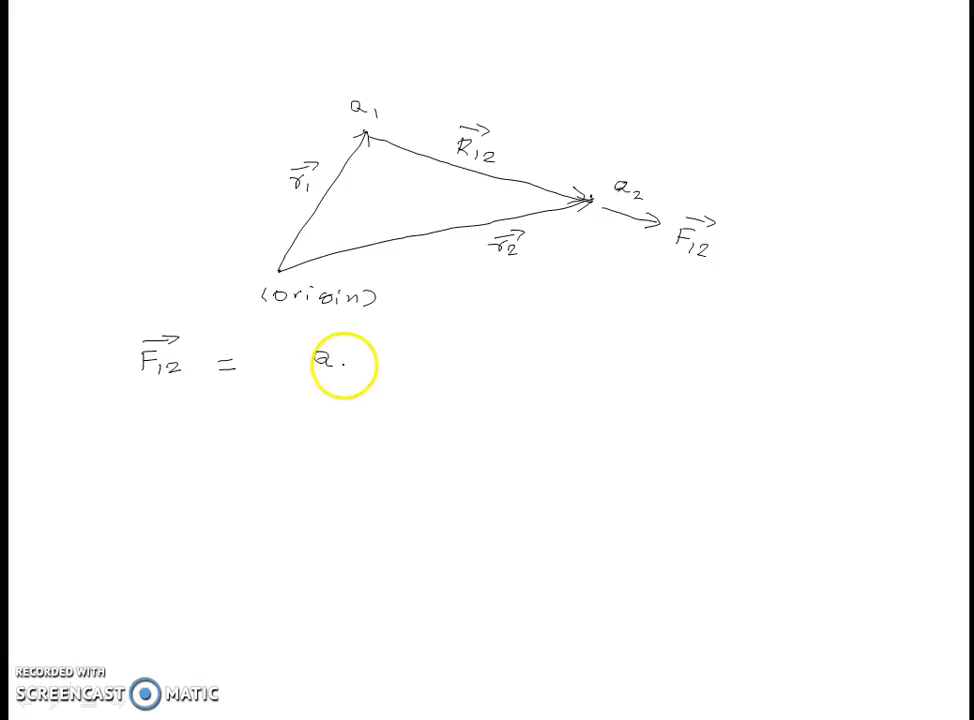 Q1
R12
r1
Q2
r2
F12
(origin)
F12 = Q.
RECORDED WITH
SCREENCAST MATIC